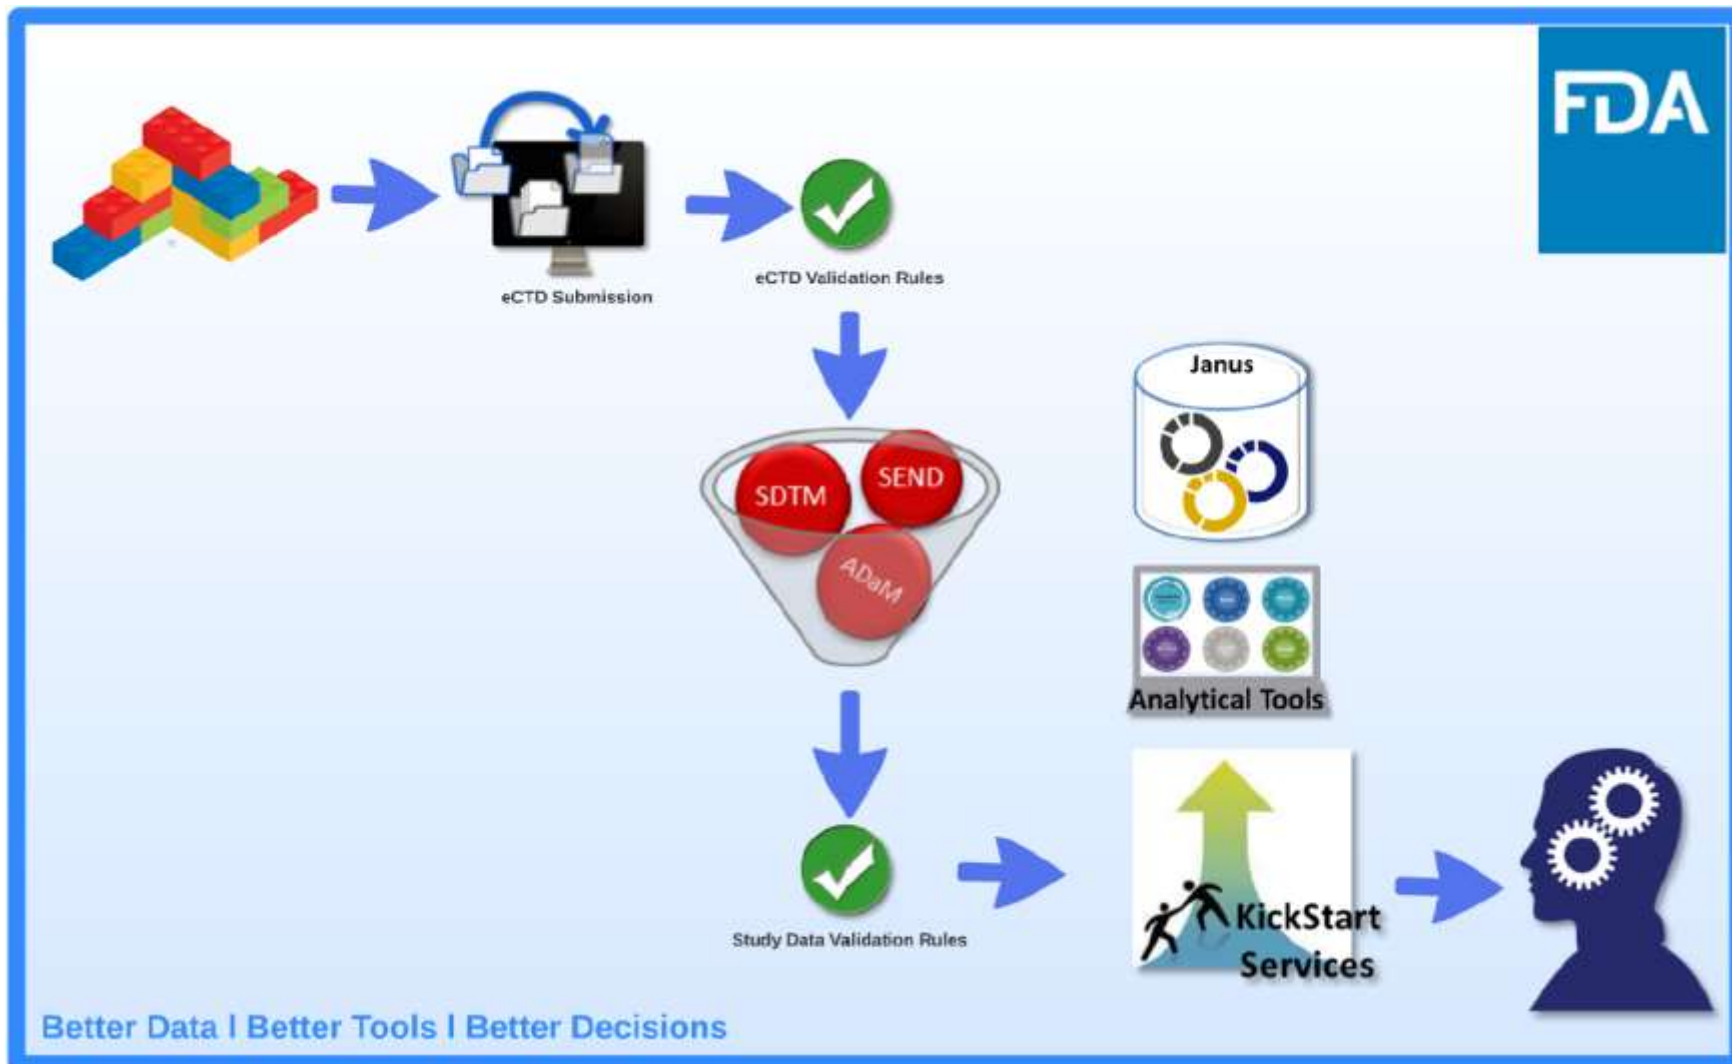 FDA
eCTD Submission
eCTD Validation Rules
Janus
SDTM
SEND
ADaM
Analytical Tools
KickStart
Services
Study Data Validation Rules
Better Data I Better Tools I Better Decisions